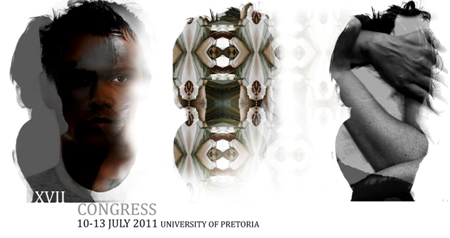 XVII
CONGRESS
10-13 JULY 2011 UNIVERSITY OF PRETORIA